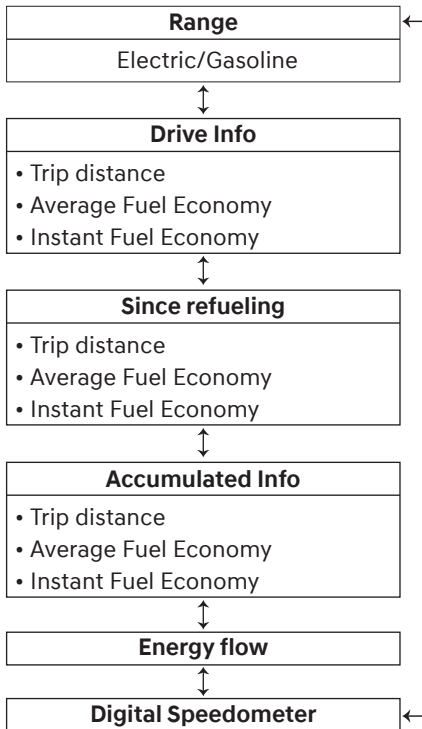 Range
Electric/Gasoline
Drive Info
• Trip distance
• Average Fuel Economy
• Instant Fuel Economy
Since refueling
• Trip distance
• Average Fuel Economy
• Instant Fuel Economy
Accumulated Info
• Trip distance
• Average Fuel Economy
• Instant Fuel Economy
Energy flow
Digital Speedometer